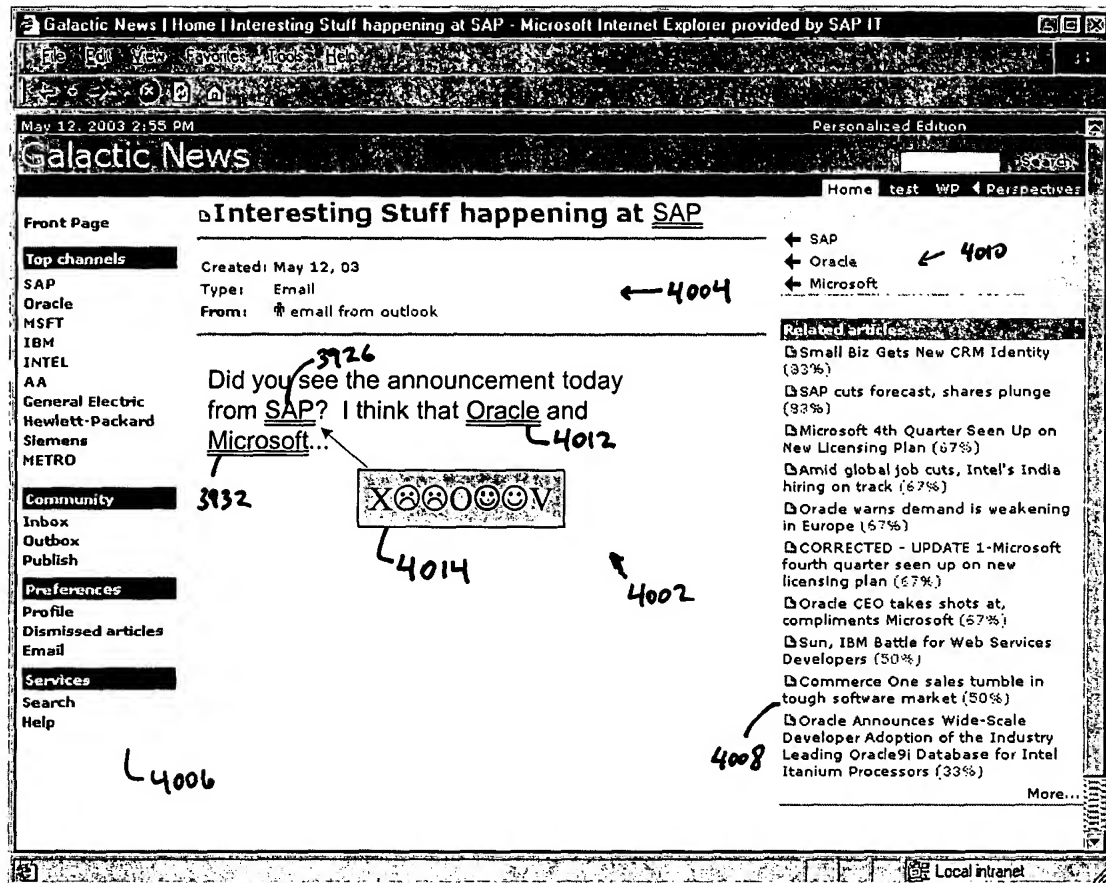 Galactic News | Home | Interesting Stuff happening at SAP - Microsoft Internet Explorer provided by SAP IT
File Edit View Favorites Tools Help
May 12, 2003 2:55 PM
Personalized Edition
Galactic News
Search
Home test WP Perspectives
Front Page
Top channels
SAP
Oracle
MSFT
IBM
INTEL
AA
General Electric
Hewlett-Packard
Siemens
METRO
Community
Inbox
Outbox
Publish
Preferences
Profile
Dismissed articles
Email
Services
Search
Help
4006
Interesting Stuff happening at SAP
Created: May 12, 03
Type: Email
From: email from outlook
4004
3926
Did you see the announcement today
from SAP? I think that Oracle and
Microsoft...
4012
3932
X☹☹O☺☺V
4014
4002
SAP
Oracle
Microsoft
4010
Related articles
Small Biz Gets New CRM Identity
(83%)
SAP cuts forecast, shares plunge
(83%)
Microsoft 4th Quarter Seen Up on
New Licensing Plan (67%)
Amid global job cuts, Intel's India
hiring on track (67%)
Oracle warns demand is weakening
in Europe (67%)
CORRECTED - UPDATE 1-Microsoft
fourth quarter seen up on new
licensing plan (67%)
Oracle CEO takes shots at,
compliments Microsoft (67%)
Sun, IBM Battle for Web Services
Developers (50%)
Commerce One sales tumble in
tough software market (50%)
4008
Oracle Announces Wide-Scale
Developer Adoption of the Industry
Leading Oracle9i Database for Intel
Itanium Processors (33%)
More...
Local intranet